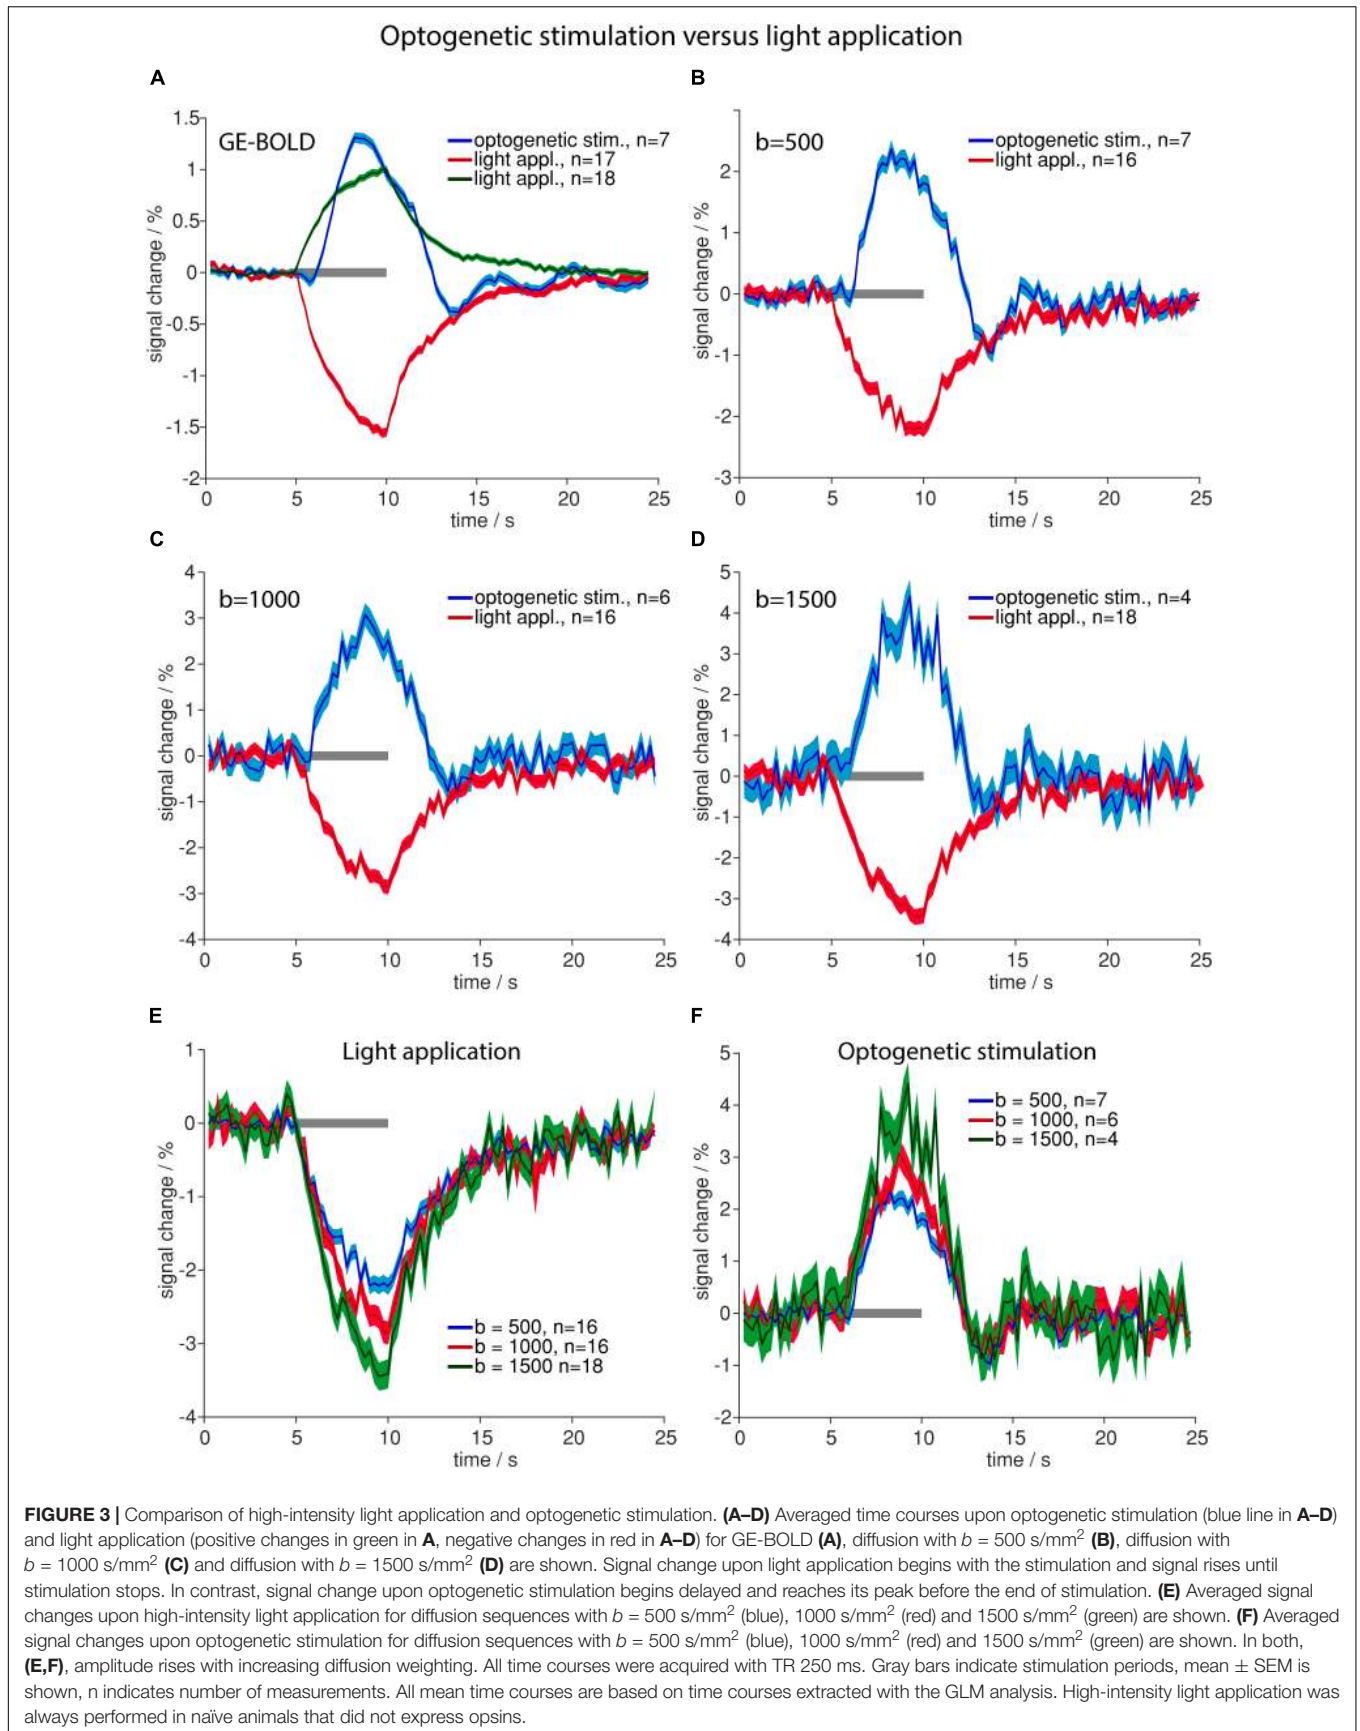 Optogenetic stimulation versus light application
A
GE-BOLD
optogenetic stim., n=7
light appl., n=17
light appl., n=18
signal change / %
1.5
1
0.5
0
-0.5
-1
-1.5
-2
0 5 10 15 20 25
time / s
B
b=500
optogenetic stim., n=7
light appl., n=16
signal change / %
2
1
0
-1
-2
-3
0 5 10 15 20 25
time / s
C
b=1000
optogenetic stim., n=6
light appl., n=16
signal change / %
4
3
2
1
0
-1
-2
-3
-4
0 5 10 15 20 25
time / s
D
b=1500
optogenetic stim., n=4
light appl., n=18
signal change / %
5
4
3
2
1
0
-1
-2
-3
-4
0 5 10 15 20 25
time / s
E
Light application
signal change / %
1
0
-1
-2
-3
-4
b = 500, n=16
b = 1000, n=16
b = 1500 n=18
0 5 10 15 20 25
time / s
F
Optogenetic stimulation
b = 500, n=7
b = 1000, n=6
b = 1500, n=4
signal change / %
5
4
3
2
1
0
-1
-2
0 5 10 15 20 25
time / s
FIGURE 3 | Comparison of high-intensity light application and optogenetic stimulation. (A–D) Averaged time courses upon optogenetic stimulation (blue line in A–D)
and light application (positive changes in green in A, negative changes in red in A–D) for GE-BOLD (A), diffusion with b = 500 s/mm² (B), diffusion with
b = 1000 s/mm² (C) and diffusion with b = 1500 s/mm² (D) are shown. Signal change upon light application begins with the stimulation and signal rises until
stimulation stops. In contrast, signal change upon optogenetic stimulation begins delayed and reaches its peak before the end of stimulation. (E) Averaged signal
changes upon high-intensity light application for diffusion sequences with b = 500 s/mm² (blue), 1000 s/mm² (red) and 1500 s/mm² (green) are shown. (F) Averaged
signal changes upon optogenetic stimulation for diffusion sequences with b = 500 s/mm² (blue), 1000 s/mm² (red) and 1500 s/mm² (green) are shown. In both,
(E,F), amplitude rises with increasing diffusion weighting. All time courses were acquired with TR 250 ms. Gray bars indicate stimulation periods, mean ± SEM is
shown, n indicates number of measurements. All mean time courses are based on time courses extracted with the GLM analysis. High-intensity light application was
always performed in naïve animals that did not express opsins.